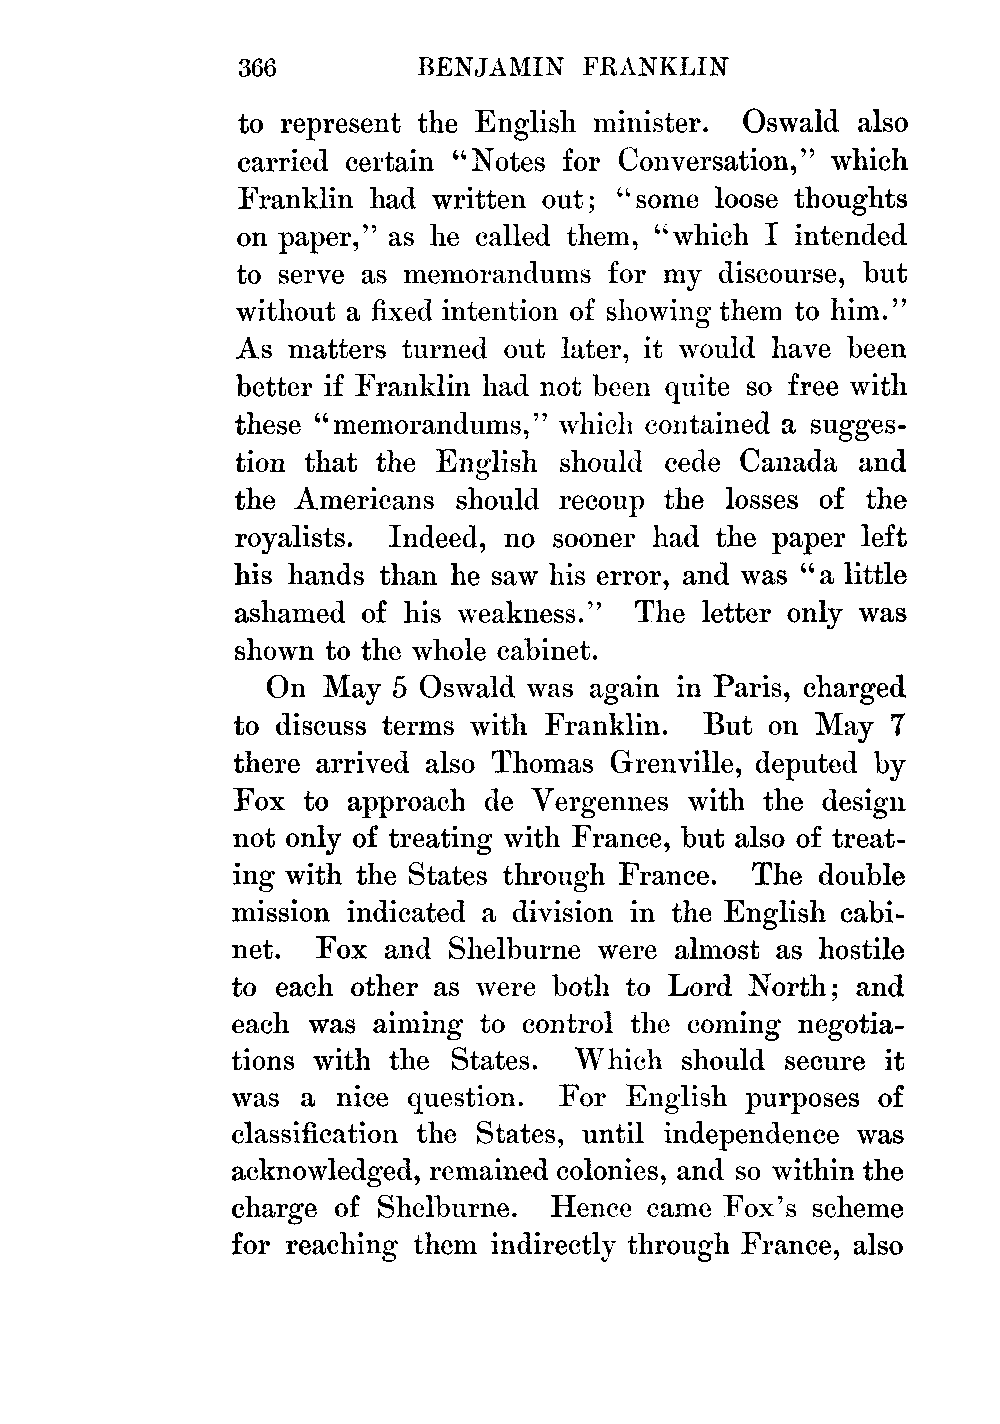 366 BENJAMIN FRANKLIN
to represent the English minister. Oswald also
carried certain “Notes for Conversation,” which
Franklin had written out; “some loose thoughts
on paper,” as he called them, “which I intended
to serve as memorandums for my discourse, but
without a fixed intention of showing them to him.”
As matters turned out later, it would have been
better if Franklin had not been quite so free with
these “memorandums,” which contained a sugges-
tion that the English should cede Canada and
the Americans should recoup the losses of the
royalists. Indeed, no sooner had the paper left
his hands than he saw his error, and was “a little
ashamed of his weakness.” The letter only was
shown to the whole cabinet.
On May 5 Oswald was again in Paris, charged
to discuss terms with Franklin. But on May 7
there arrived also Thomas Grenville, deputed by
Fox to approach de Vergennes with the design
not only of treating with France, but also of treat-
ing with the States through France. The double
mission indicated a division in the English cabi-
net. Fox and Shelburne were almost as hostile
to each other as were both to Lord North; and
each was aiming to control the coming negotia-
tions with the States. Which should secure it
was a nice question. For English purposes of
classification the States, until independence was
acknowledged, remained colonies, and so within the
charge of Shelburne. Hence came Fox’s scheme
for reaching them indirectly through France, also